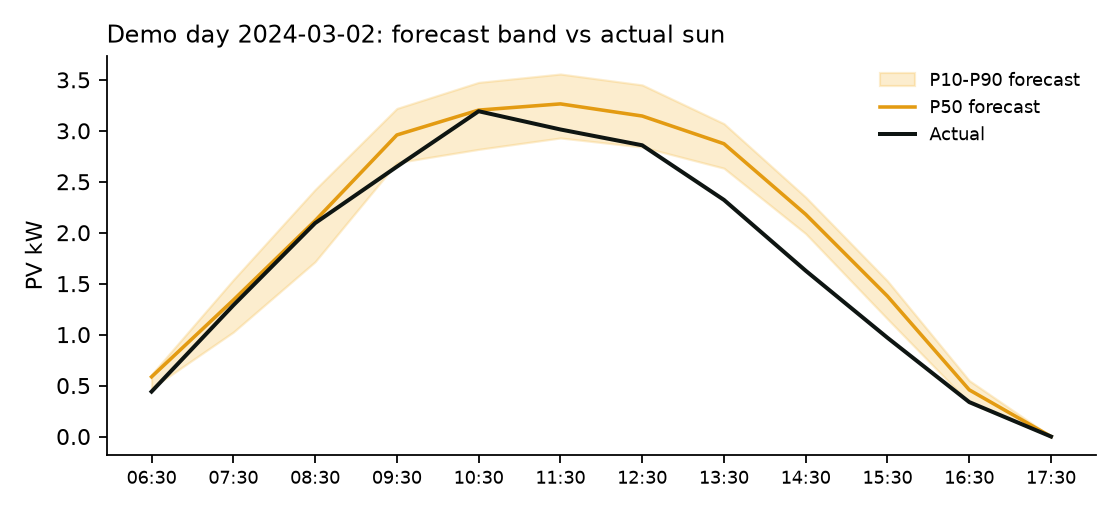 Demo day 2024-03-02: forecast band vs actual sun
P10-P90 forecast
P50 forecast
Actual
PV kW
3.5
3.0
2.5
2.0
1.5
1.0
0.5
0.0
06:30 07:30 08:30 09:30 10:30 11:30 12:30 13:30 14:30 15:30 16:30 17:30